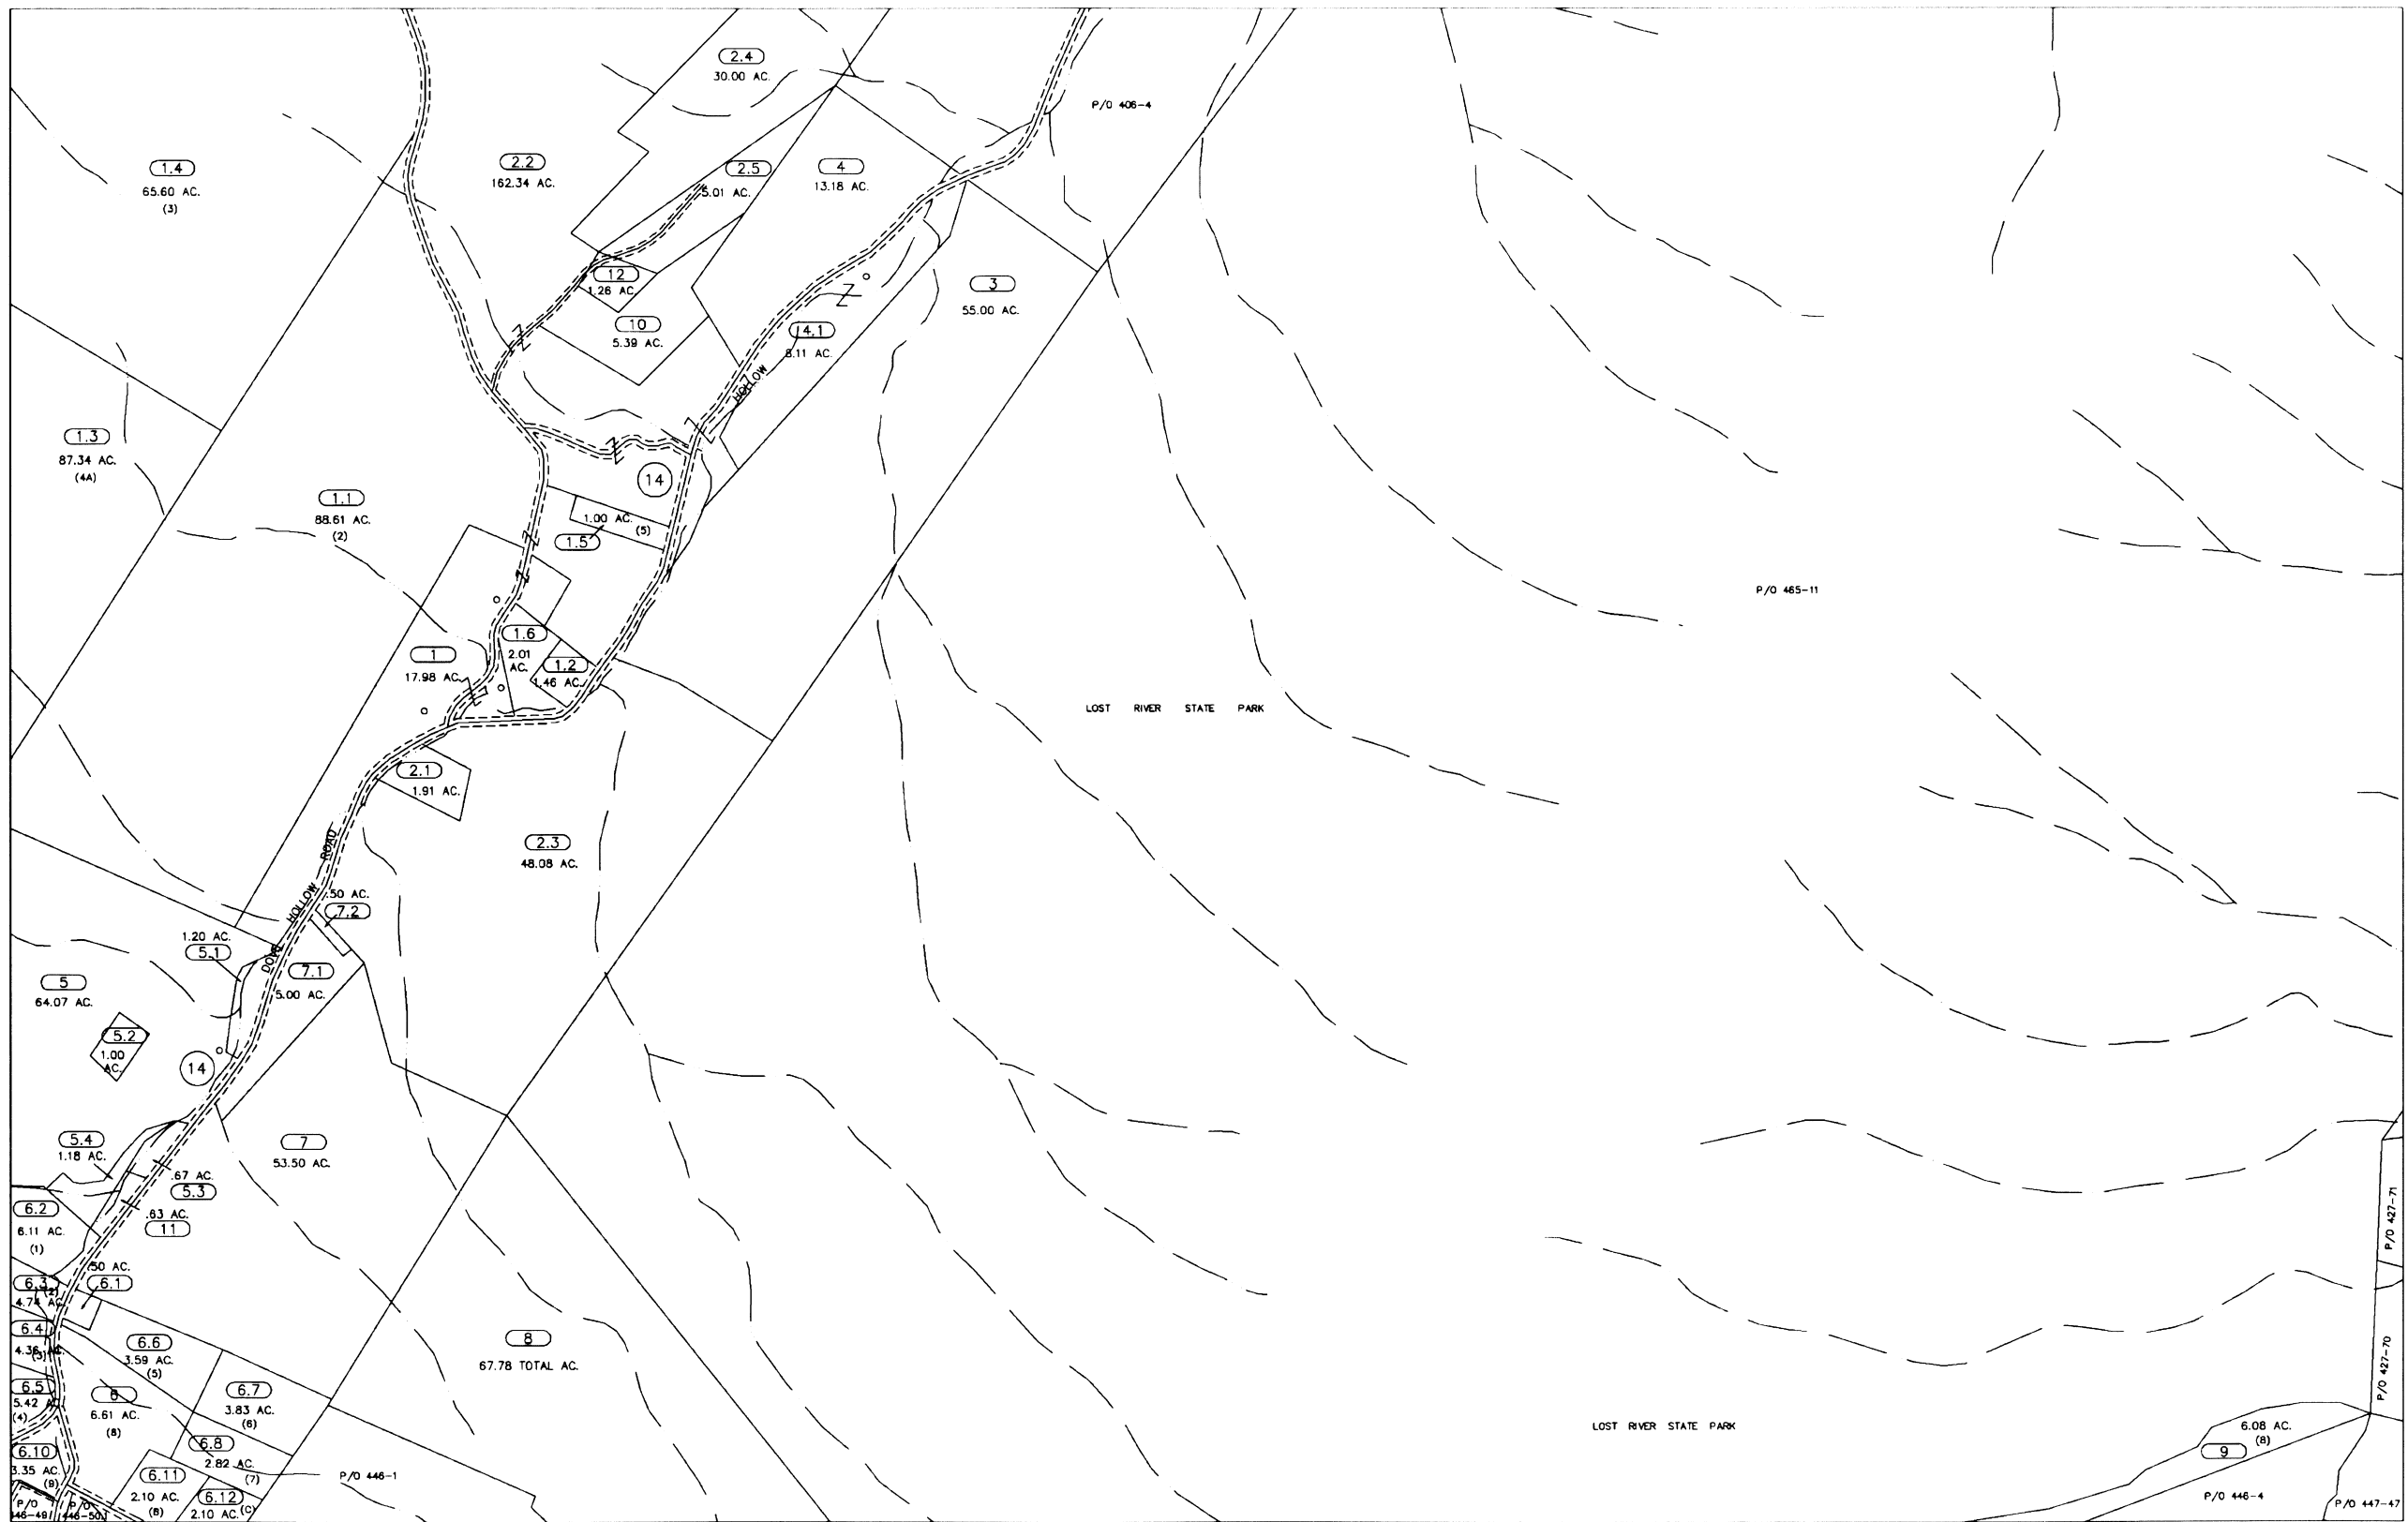 2.4
30.00 AC.
P/O 406-4
1.4
65.60 AC.
(3)
2.2
162.34 AC.
2.5
5.01 AC.
4
13.18 AC.
12
1.26 AC.
3
55.00 AC.
10
5.39 AC.
4.1
8.11 AC.
HOLLOW
1.3
87.34 AC.
(4A)
14
1.1
88.61 AC.
(2)
1.00 AC.
(5)
1.5
P/O 465-11
1.6
2.01
AC.
1
17.98 AC.
1.2
1.46 AC.
LOST RIVER STATE PARK
2.1
1.91 AC.
2.3
48.08 AC.
DOVE HOLLOW ROAD
.50 AC.
7.2
1.20 AC.
5.1
7.1
5.00 AC.
5
64.07 AC.
5.2
1.00
AC.
14
5.4
1.18 AC.
7
53.50 AC.
.67 AC.
5.3
6.2
6.11 AC.
(1)
.63 AC.
11
P/O 427-71
.50 AC.
6.1
6.3
(2)
4.74 AC.
6.4
4.36 AC.
(3)
6.6
3.59 AC.
(5)
8
67.78 TOTAL AC.
P/O 427-70
6.5
5.42 AC.
(4)
6
6.61 AC.
(8)
6.7
3.83 AC.
(6)
LOST RIVER STATE PARK
6.08 AC.
(8)
9
6.10
3.35 AC.
(9)
6.8
2.82 AC.
(7)
P/O 446-1
6.11
2.10 AC.
(B)
6.12
2.10 AC.
(C)
P/O
446-49
P/O
446-50.1
P/O 446-4
P/O 447-47